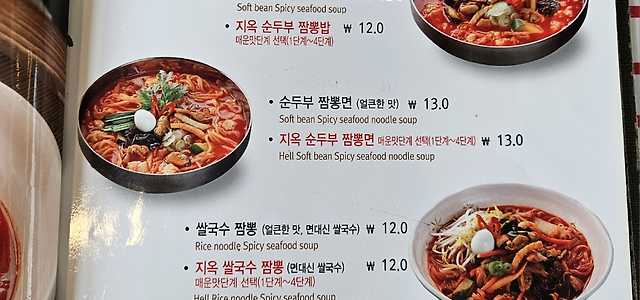 Soft bean Spicy seafood soup
• 지옥 순두부 짬뽕밥 ₩ 12.0
매운맛단계 선택(1단계~4단계)
• 순두부 짬뽕면 (얼큰한 맛) ₩ 13.0
Soft bean Spicy seafood noodle soup
• 지옥 순두부 짬뽕면 매운맛단계 선택(1단계~4단계) ₩ 13.0
Hell Soft bean Spicy seafood noodle soup
• 쌀국수 짬뽕 (얼큰한 맛, 면대신 쌀국수) ₩ 12.0
Rice noodle Spicy seafood soup
• 지옥 쌀국수 짬뽕 (면대신 쌀국수) ₩ 12.0
매운맛단계 선택(1단계~4단계)
Hell Rice noodle Spicy seafood soup